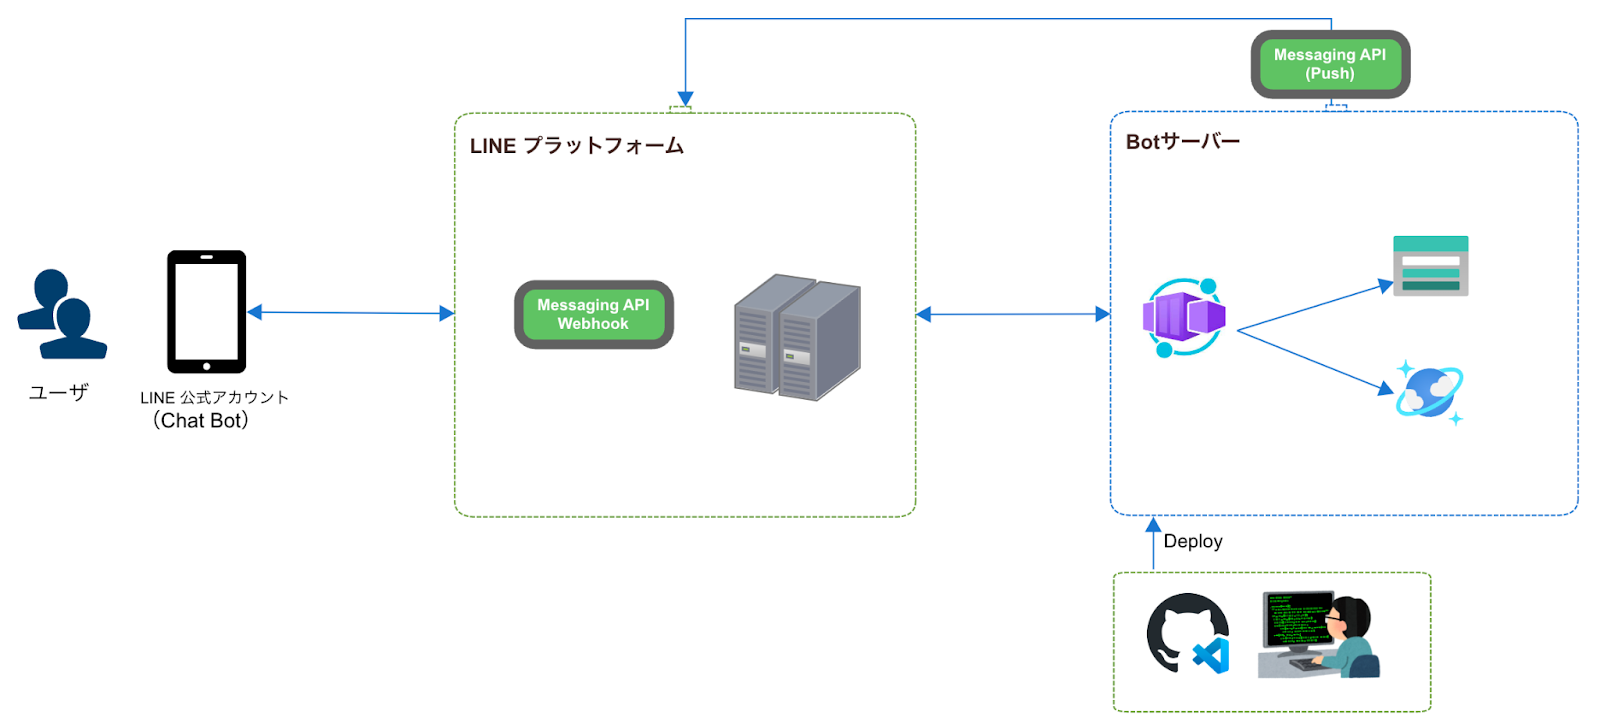 Messaging API
(Push)
LINE プラットフォーム
Botサーバー
Messaging API
Webhook
ユーザ
LINE 公式アカウント
（Chat Bot）
Deploy